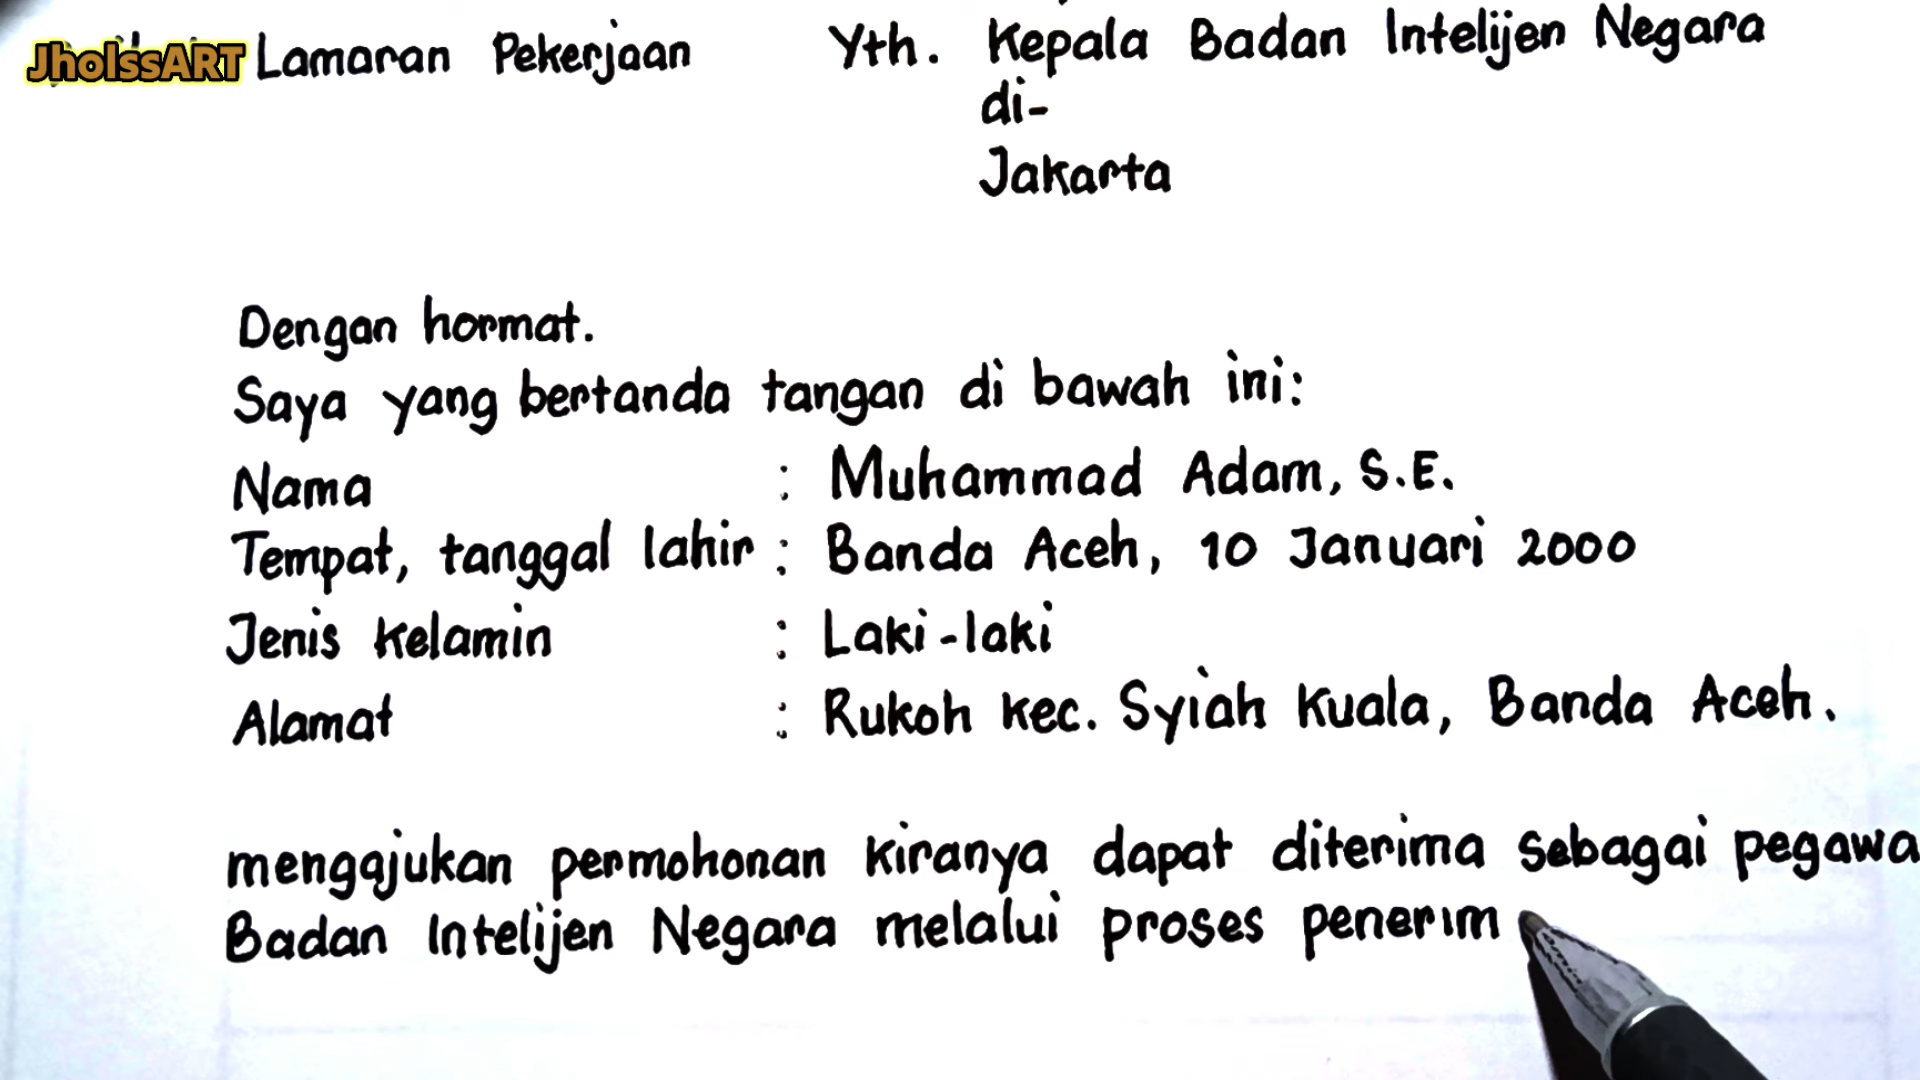 JholssART Lamaran Pekerjaan Yth. Kepala Badan Intelijen Negara
di-
Jakarta
Dengan hormat.
Saya yang bertanda tangan di bawah ini:
Nama : Muhammad Adam, S.E.
Tempat, tanggal lahir : Banda Aceh, 10 Januari 2000
Jenis Kelamin : Laki-laki
Alamat : Rukoh Kec. Syiah Kuala, Banda Aceh.
mengajukan permohonan kiranya dapat diterima sebagai pegawa
Badan Intelijen Negara melalui proses penerim